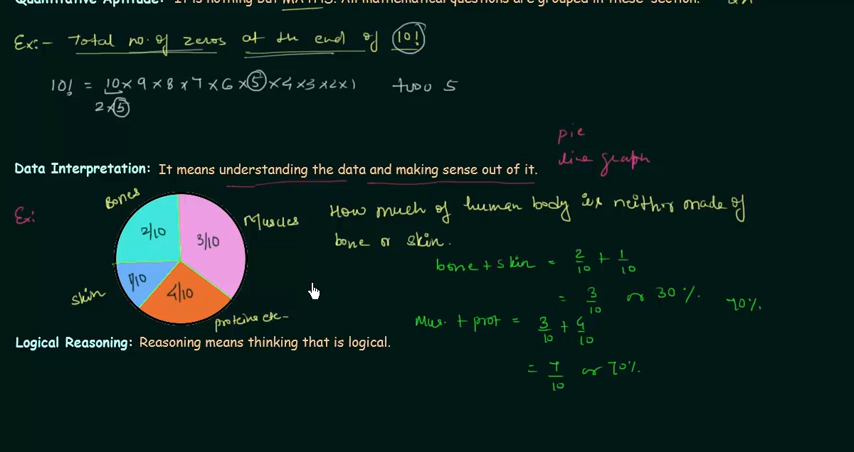 Quantitative Aptitude: It is nothing but MATHS. All mathematical questions are grouped in these section.
Ex:- Total no. of zeros at the end of 10!
10! = 10 × 9 × 8 × 7 × 6 × 5 × 4 × 3 × 2 × 1 two 5
2 × 5
pie
line graph
Data Interpretation: It means understanding the data and making sense out of it.
Ex:
Bones
2/10
3/10
Muscles
1/10
4/10
skin
proteins etc-
How much of human body is neither made of
bone or skin.
bone + skin = 2/10 + 1/10
= 3/10 or 30%.
70%.
Mus. + prot = 3/10 + 4/10
= 7/10 or 70%.
Logical Reasoning: Reasoning means thinking that is logical.